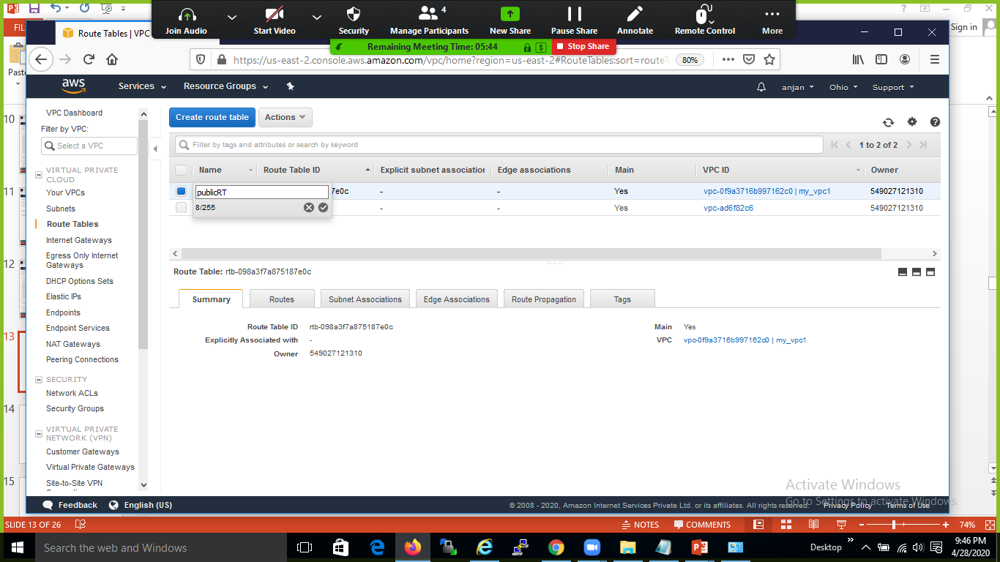 Join Audio
Start Video
Security
4
Manage Participants
New Share
Pause Share
Annotate
Remote Control
More
Remaining Meeting Time: 05:44
Stop Share
FIL
Sign in
Paste
Route Tables | VPC
https://us-east-2.console.aws.amazon.com/vpc/home?region=us-east-2#RouteTables:sort=route
80%
aws
Services
Resource Groups
anjan
Ohio
Support
VPC Dashboard
Filter by VPC:
Select a VPC
VIRTUAL PRIVATE
CLOUD
Your VPCs
Subnets
Route Tables
Internet Gateways
Egress Only Internet
Gateways
DHCP Options Sets
Elastic IPs
Endpoints
Endpoint Services
NAT Gateways
Peering Connections
SECURITY
Network ACLs
Security Groups
VIRTUAL PRIVATE
NETWORK (VPN)
Customer Gateways
Virtual Private Gateways
Site-to-Site VPN
Create route table
Actions
Filter by tags and attributes or search by keyword
1 to 2 of 2
Name
Route Table ID
Explicit subnet association
Edge associations
Main
VPC ID
Owner
publicRT
7e0c
-
-
Yes
vpc-0f9a3716b997162c0 | my_vpc1
549027121310
8/255
-
-
Yes
vpc-ad6f82c6
549027121310
Route Table: rtb-098a3f7a875187e0c
Summary
Routes
Subnet Associations
Edge Associations
Route Propagation
Tags
Route Table ID
rtb-098a3f7a875187e0c
Main
Yes
Explicitly Associated with
-
VPC
vpc-0f9a3716b997162c0 | my_vpc1
Owner
549027121310
Activate Windows
Go to Settings to activate Windows.
Feedback
English (US)
© 2008 - 2020, Amazon Internet Services Private Ltd. or its affiliates. All rights reserved.
Privacy Policy
Terms of Use
10
11
12
13
14
15
SLIDE 13 OF 26
NOTES
COMMENTS
74%
Search the web and Windows
Desktop
9:46 PM
4/28/2020